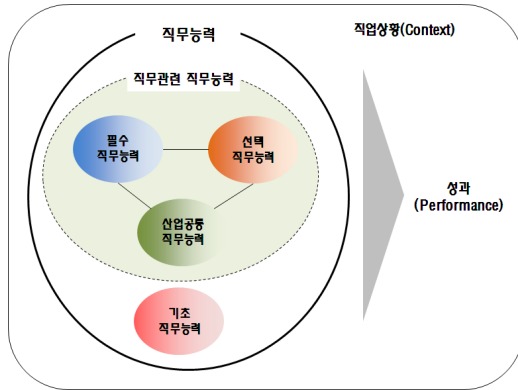 직무능력
직업상황(Context)
직무관련 직무능력
필수
직무능력
선택
직무능력
산업공통
직무능력
성과
(Performance)
기초
직무능력